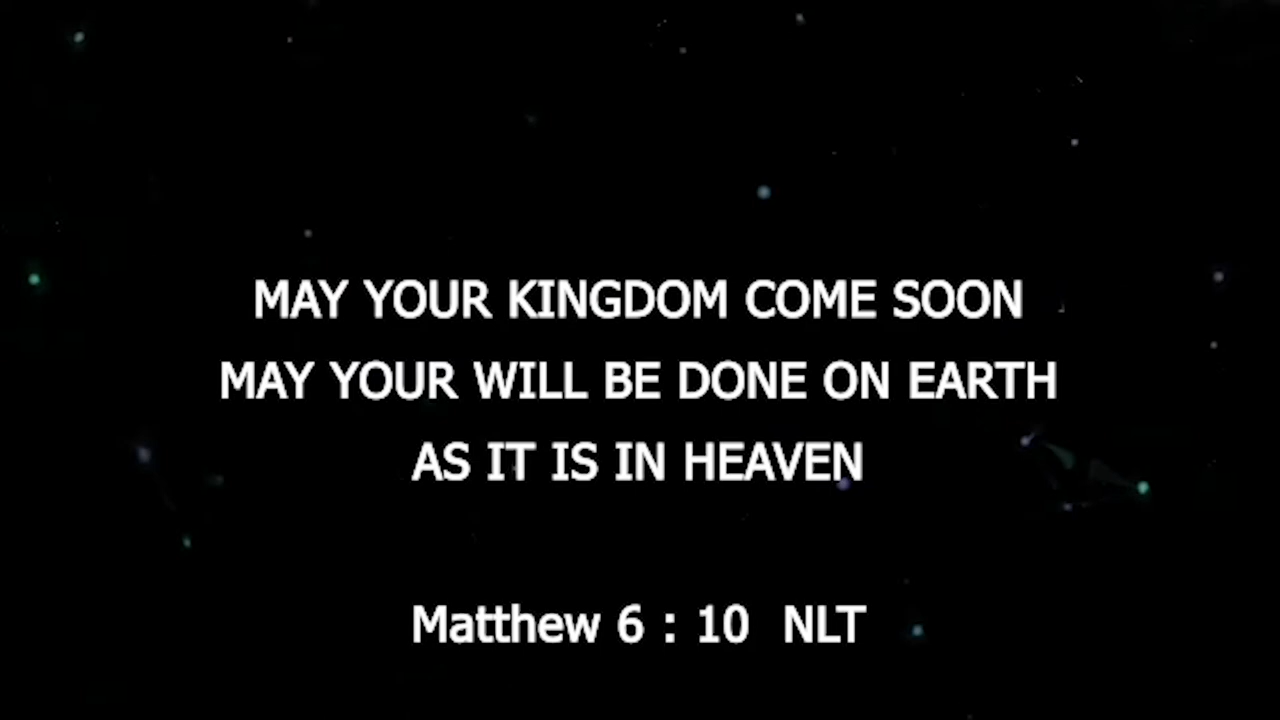 MAY YOUR KINGDOM COME SOON
MAY YOUR WILL BE DONE ON EARTH
AS IT IS IN HEAVEN
Matthew 6 : 10 NLT